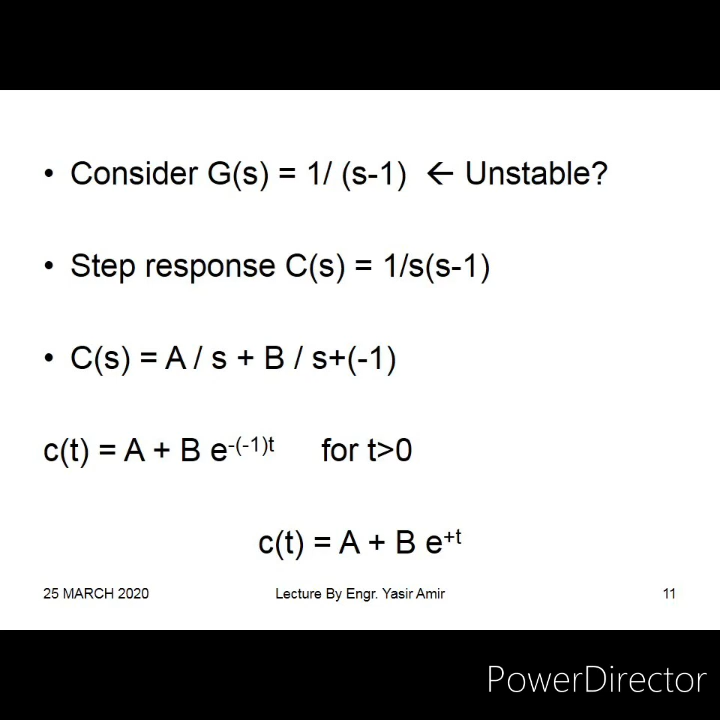 • Consider G(s) = 1/ (s-1) ← Unstable?
• Step response C(s) = 1/s(s-1)
• C(s) = A / s + B / s+(-1)
c(t) = A + B e-(-1)t for t>0
c(t) = A + B e+t
25 MARCH 2020 Lecture By Engr. Yasir Amir 11
PowerDirector